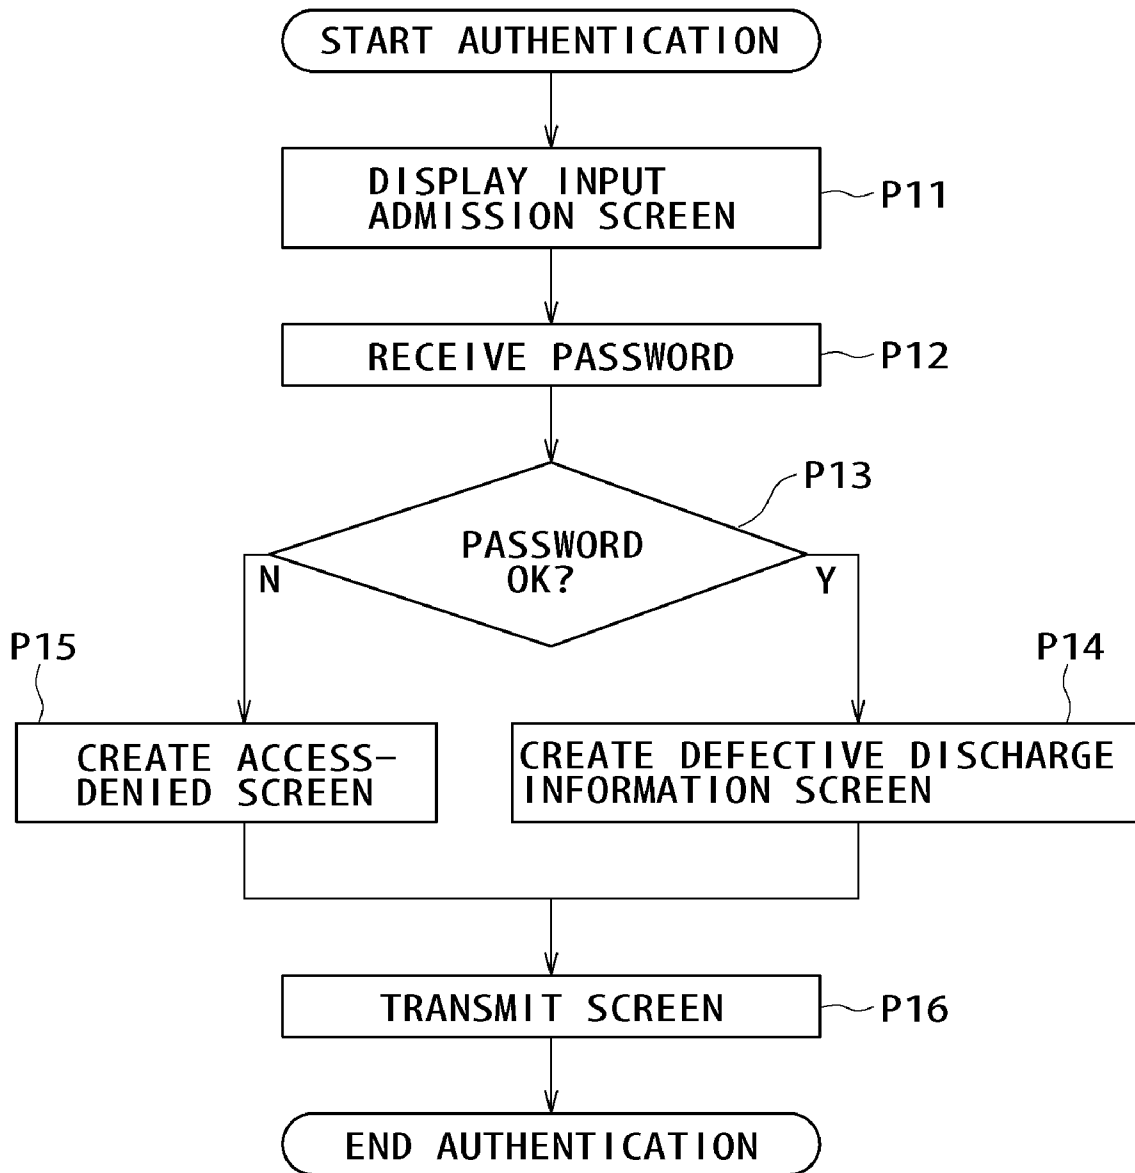 START AUTHENTICATION
DISPLAY INPUT
ADMISSION SCREEN
P11
RECEIVE PASSWORD
P12
P13
PASSWORD
OK?
N
Y
P15
P14
CREATE ACCESS-
DENIED SCREEN
CREATE DEFECTIVE DISCHARGE
INFORMATION SCREEN
TRANSMIT SCREEN
P16
END AUTHENTICATION